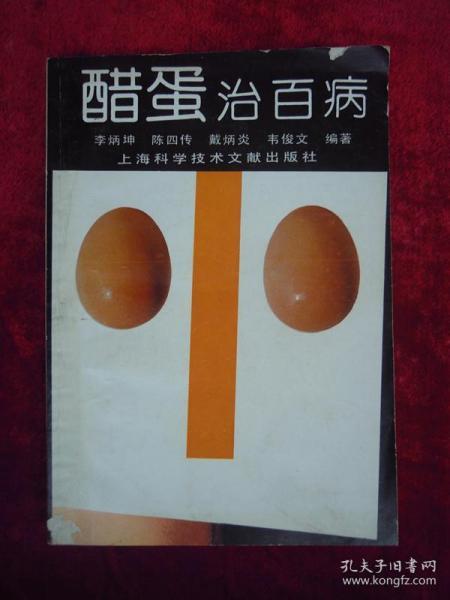 醋蛋治百病
李炳坤 陈四传 戴炳炎 韦俊文 编著
上海科学技术文献出版社
孔夫子旧书网
www.kongfz.com